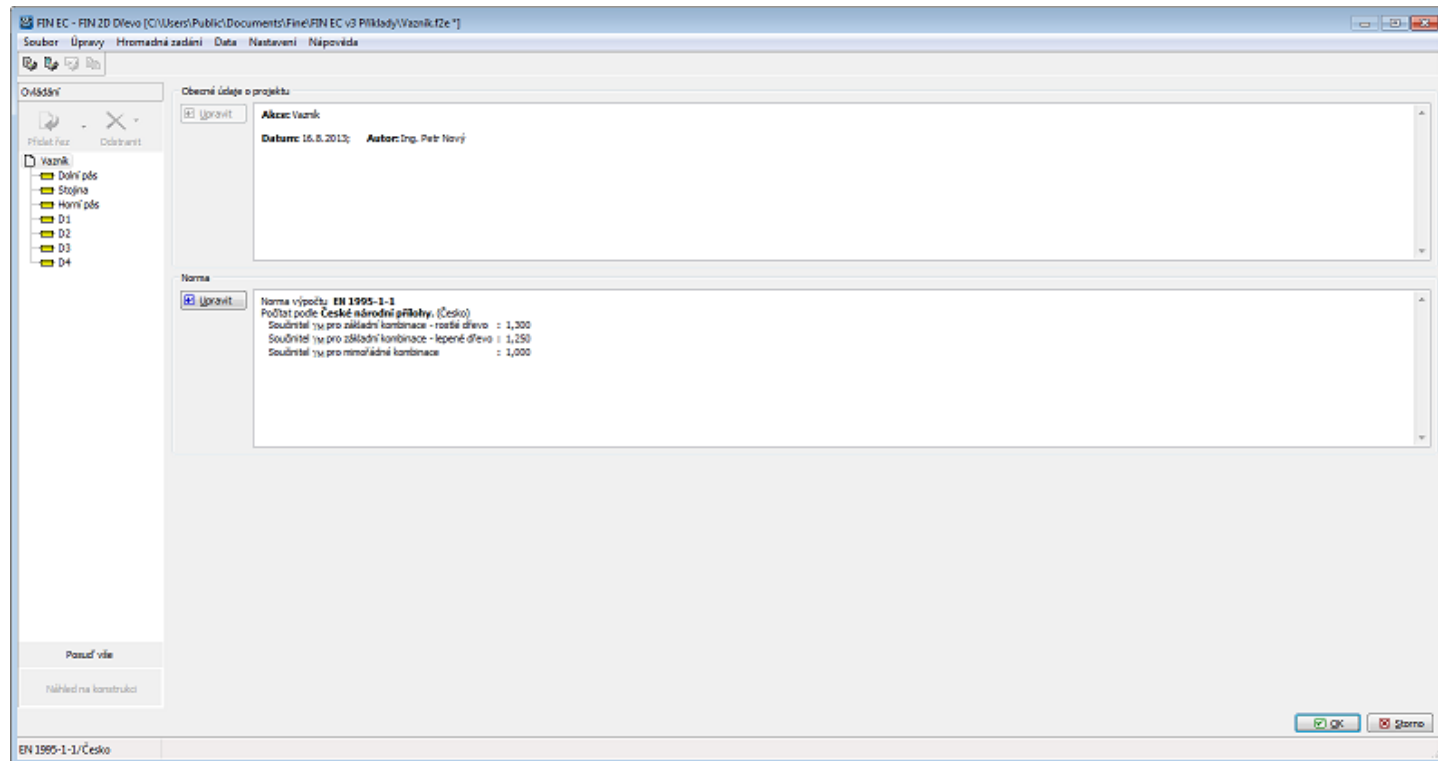 FIN EC - FIN 2D Dřevo [C:\Users\Public\Documents\Fine\FIN EC v3 Příklady\Vaznik.f2e *]
Soubor Úpravy Hromadná zadání Data Nastavení Nápověda
Ovládání
Přidat řez Odstranit
Vazník
Dolní pás
Stojina
Horní pás
D1
D2
D3
D4
Posuď vše
Náhled na konstrukci
Obecné údaje o projektu
Upravit
Akce: Vazník
Datum: 16.8.2013; Autor: Ing. Petr Nový
Norma
Upravit
Norma výpočtu EN 1995-1-1
Počítat podle České národní přílohy. (Česko)
Součinitel γM pro základní kombinace - rostlé dřevo : 1,300
Součinitel γM pro základní kombinace - lepené dřevo : 1,250
Součinitel γM pro mimořádné kombinace : 1,000
OK Storno
EN 1995-1-1/Česko